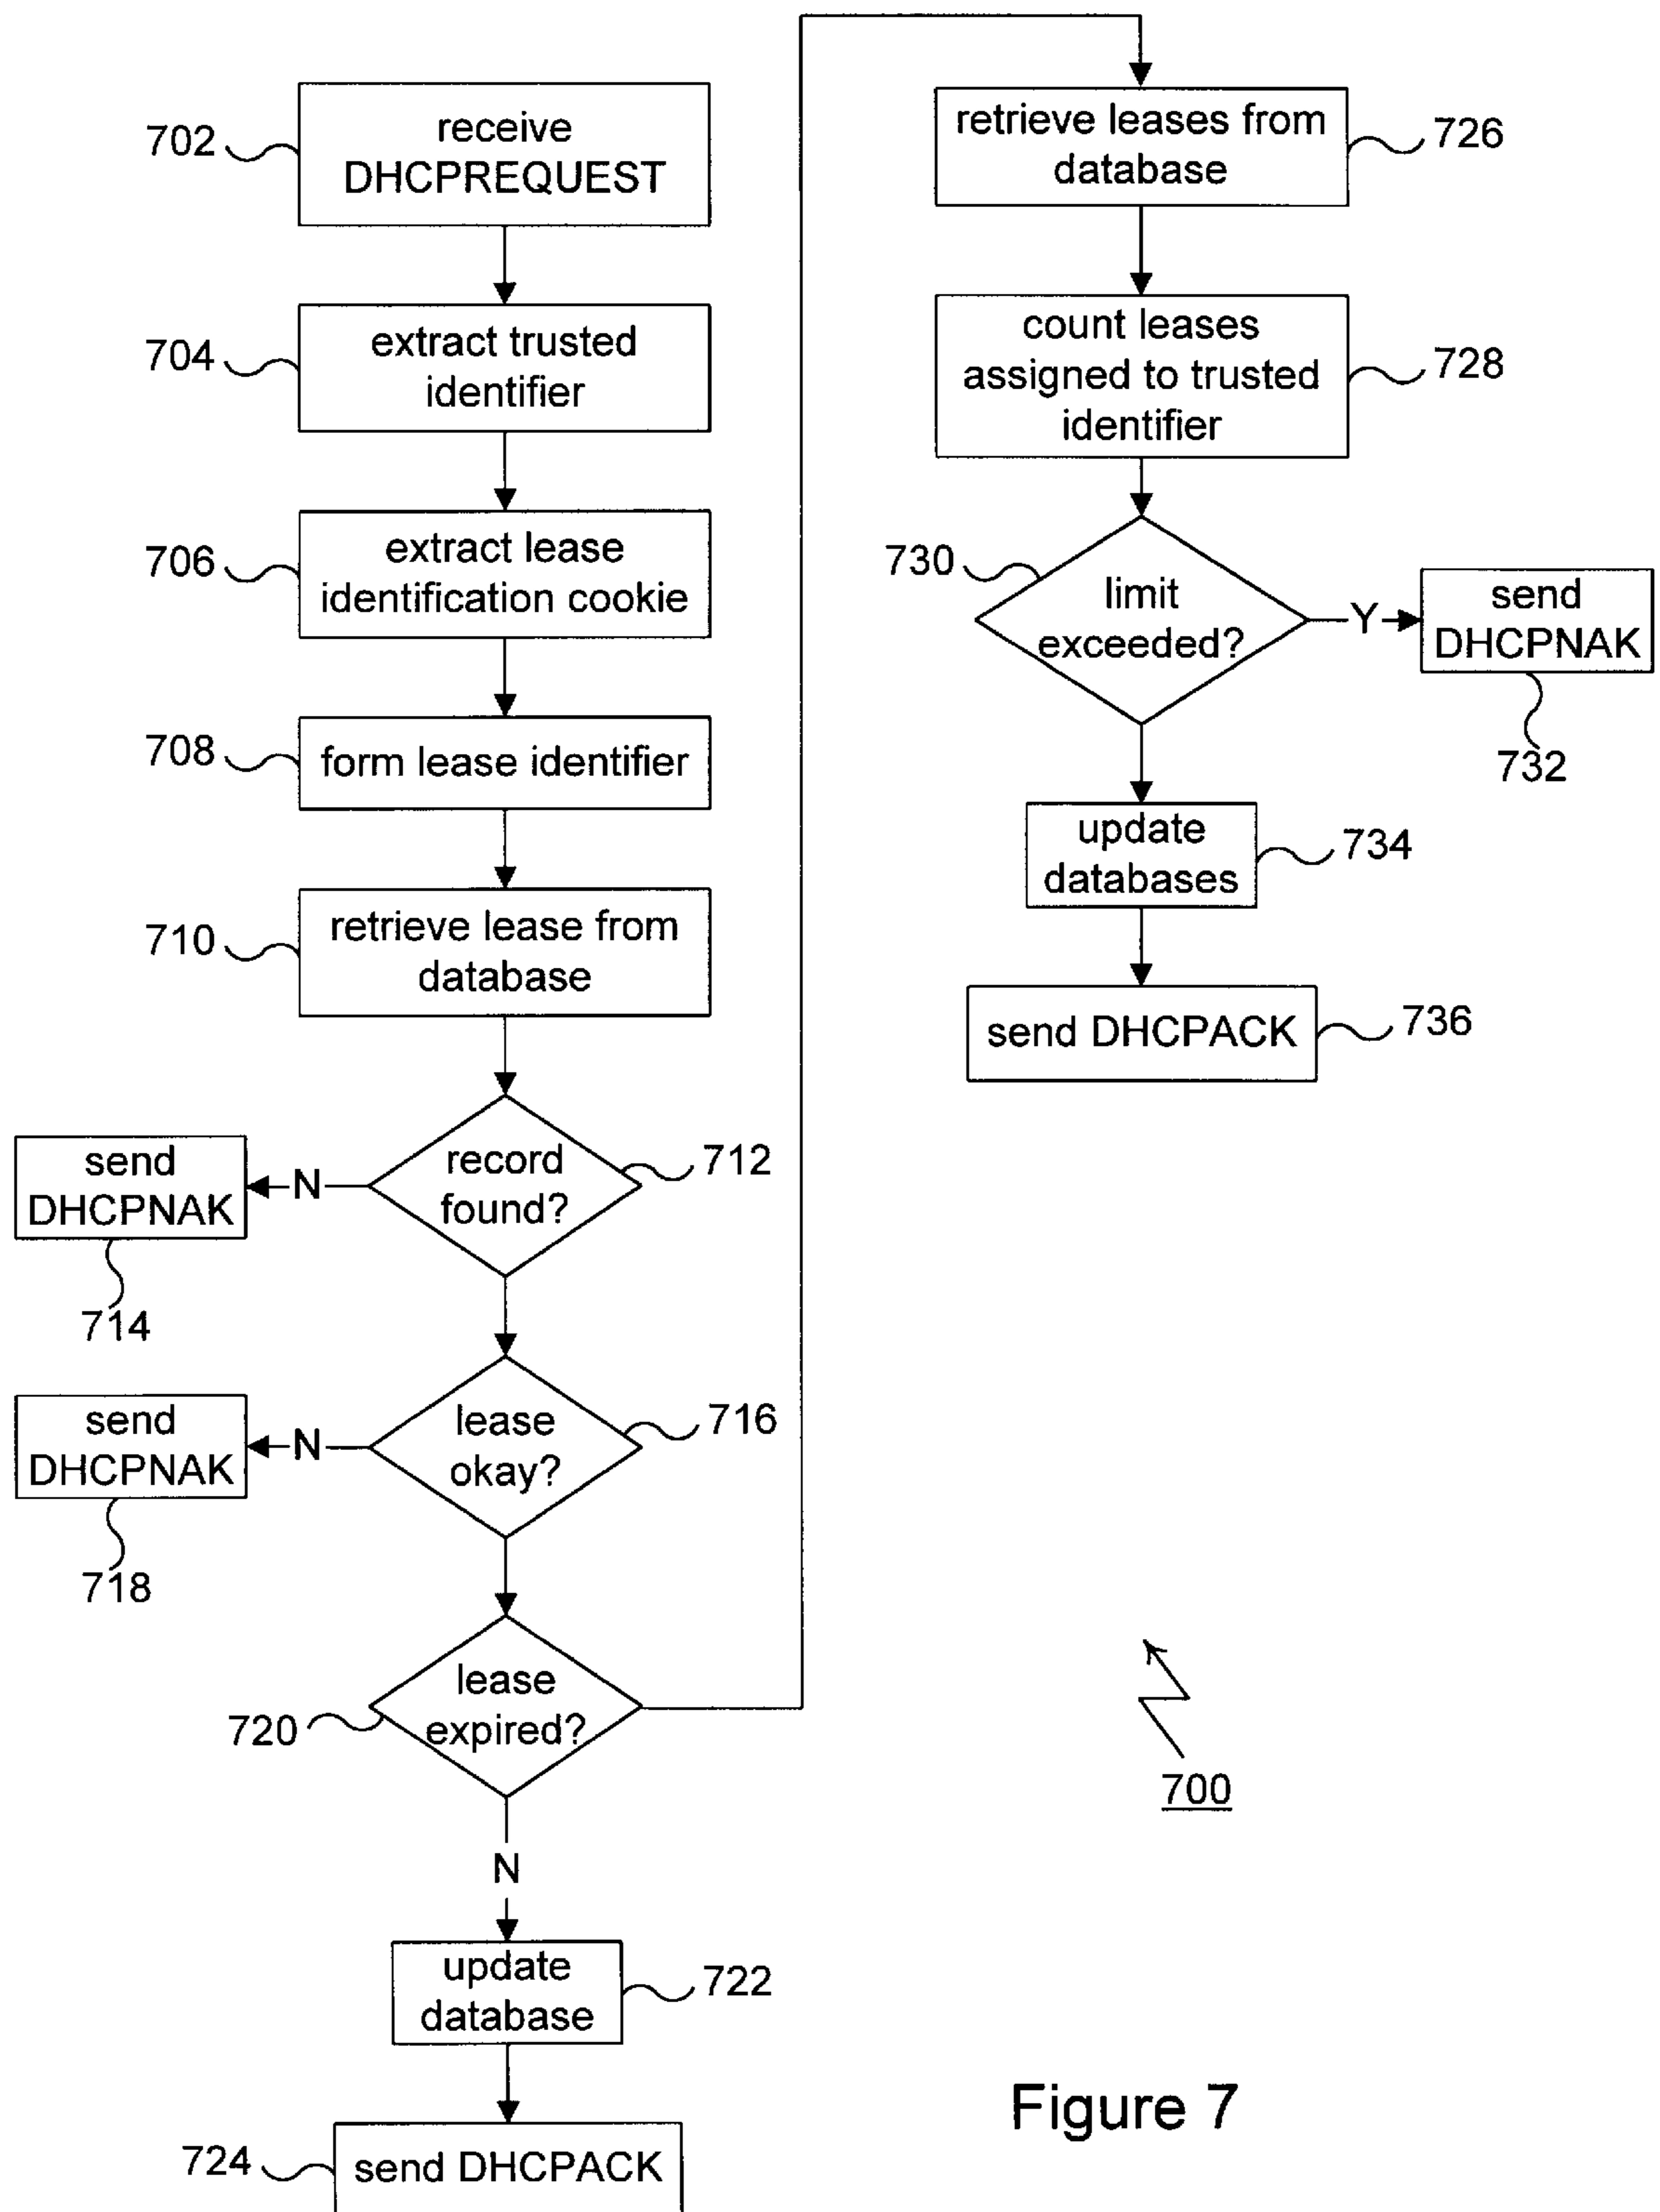 702
receive
DHCPREQUEST
704
extract trusted
identifier
706
extract lease
identification cookie
708
form lease identifier
710
retrieve lease from
database
record
found?
712
N
send
DHCPNAK
714
lease
okay?
716
N
send
DHCPNAK
718
lease
expired?
720
N
update
database
722
724
send DHCPACK
retrieve leases from
database
726
count leases
assigned to trusted
identifier
728
730
limit
exceeded?
Y
send
DHCPNAK
732
update
databases
734
send DHCPACK
736
700
Figure 7